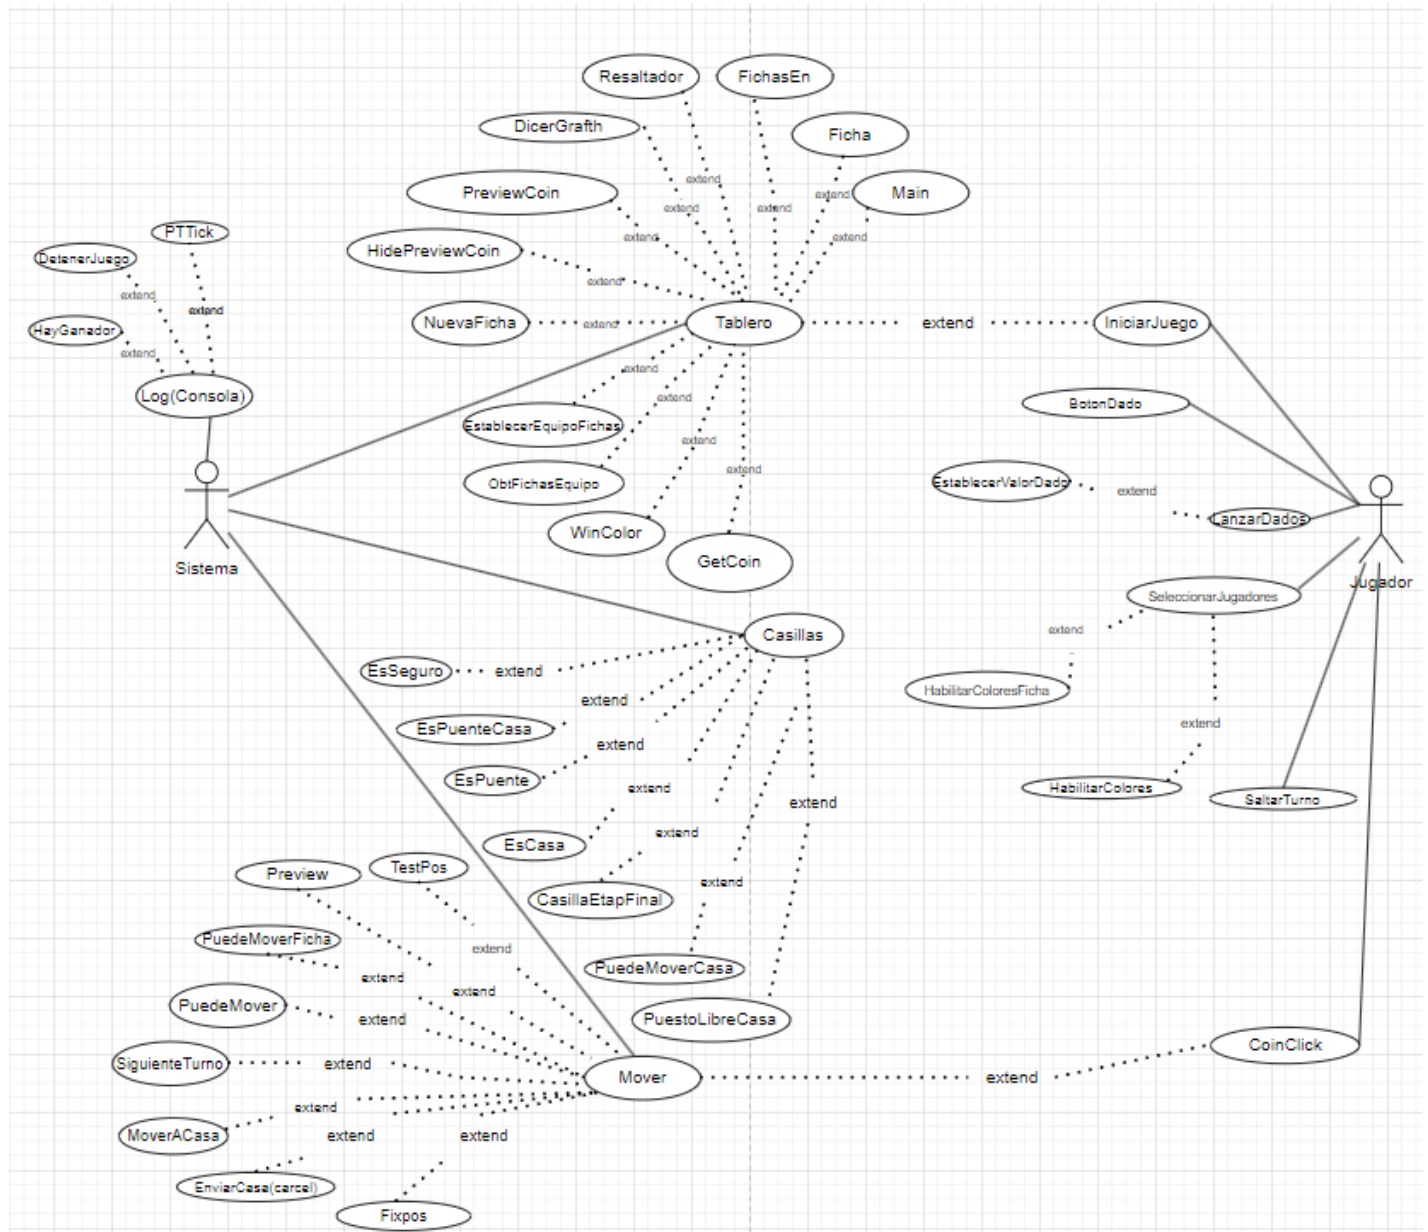 Resaltador
FichasEn
DicerGrafth
Ficha
extend
PreviewCoin
extend
Main
extend
extend
PTTick
extend
extend
HidePreviewCoin
DetenerJuego
extend
extend
extend
NuevaFicha
extend
Tablero
extend
IniciarJuego
HayGanador
extend
extend
Log(Consola)
BotonDado
EstablecerEquipoFichas
extend
extend
extend
ObtFichasEquipo
EstablecerValorDado
extend
LanzarDados
WinColor
GetCoin
Sistema
Jugador
SeleccionarJugadores
extend
Casillas
EsSeguro
extend
HabilitarColoresFicha
extend
EsPuenteCasa
extend
extend
EsPuente
extend
HabilitarColores
SaltarTurno
extend
extend
EsCasa
Preview
TestPos
extend
CasillaEtapFinal
PuedeMoverFicha
extend
PuedeMoverCasa
extend
extend
PuedeMover
extend
PuestoLibreCasa
CoinClick
SiguienteTurno
extend
Mover
extend
extend
MoverACasa
extend
extend
EnviarCasa(carcel)
Fixpos